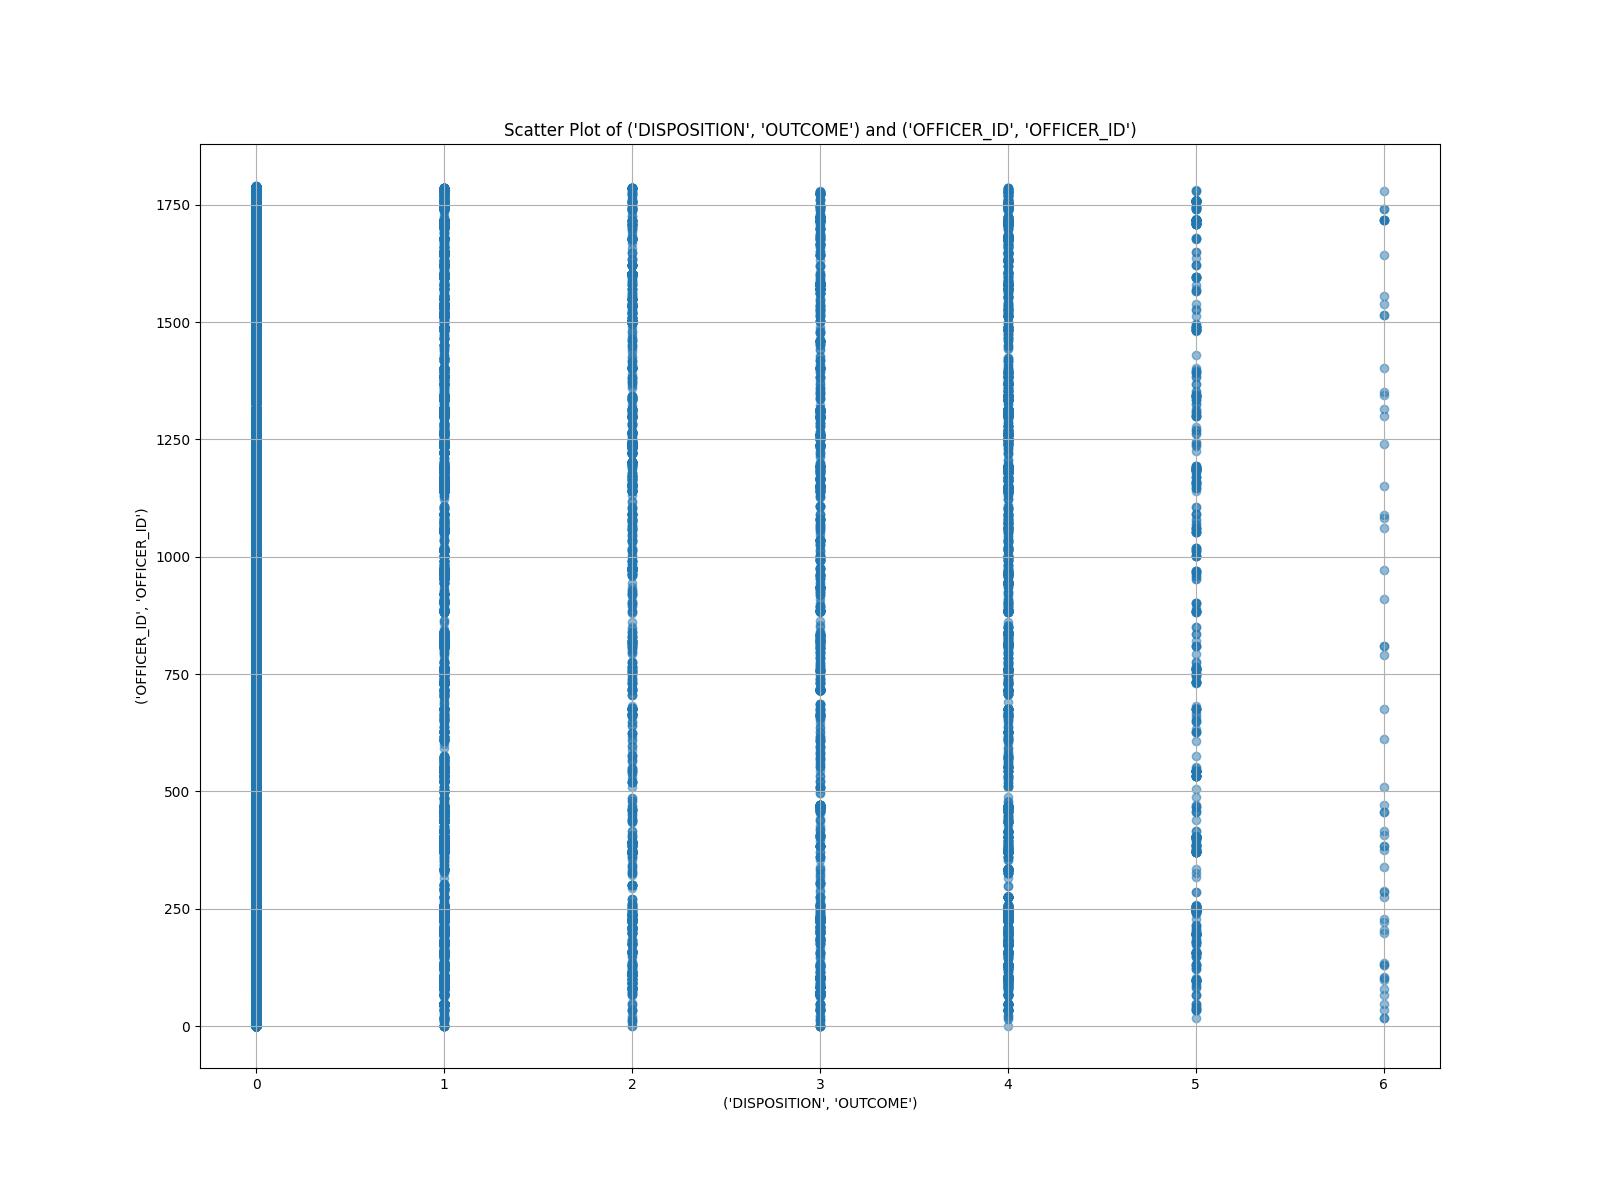 Scatter Plot of ('DISPOSITION', 'OUTCOME') and ('OFFICER_ID', 'OFFICER_ID')
('OFFICER_ID', 'OFFICER_ID')
1750
1500
1250
1000
750
500
250
0
0 1 2 3 4 5 6
('DISPOSITION', 'OUTCOME')